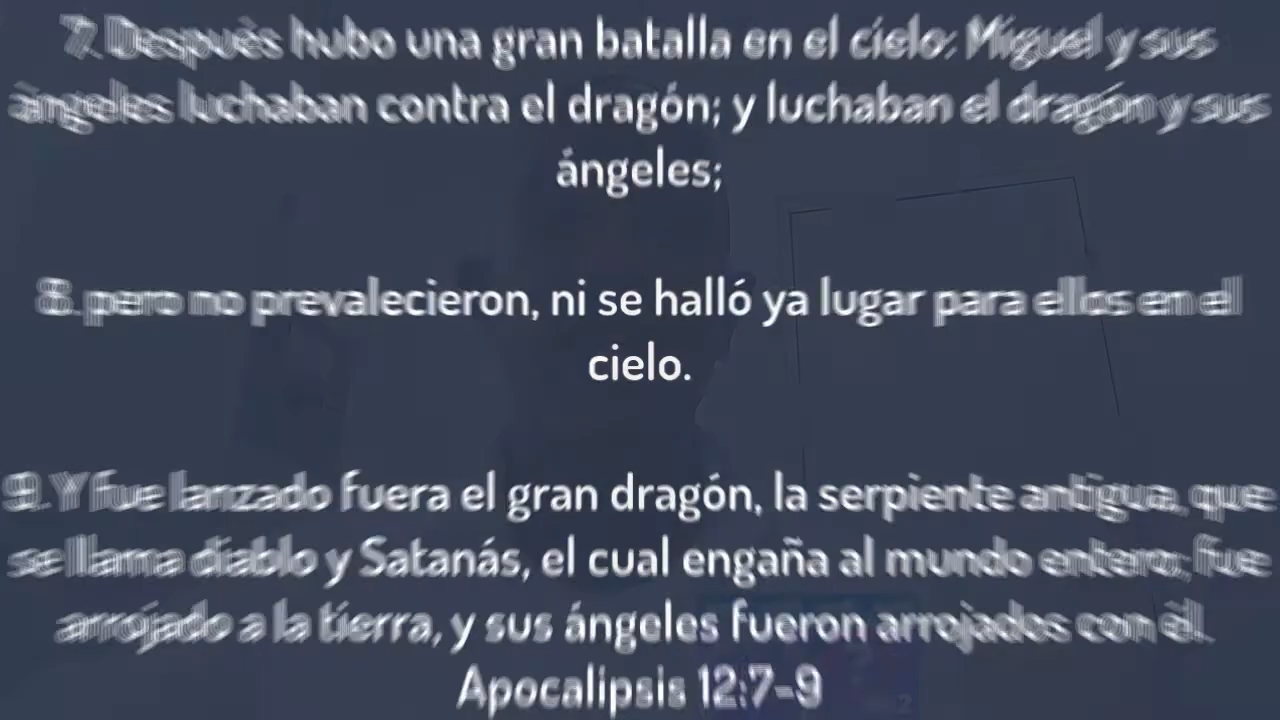 7. Después hubo una gran batalla en el cielo: Miguel y sus
ángeles luchaban contra el dragón; y luchaban el dragón y sus
ángeles;
8. pero no prevalecieron, ni se halló ya lugar para ellos en el
cielo.
9. Y fue lanzado fuera el gran dragón, la serpiente antigua, que
se llama diablo y Satanás, el cual engaña al mundo entero; fue
arrojado a la tierra, y sus ángeles fueron arrojados con él.
Apocalipsis 12:7-9